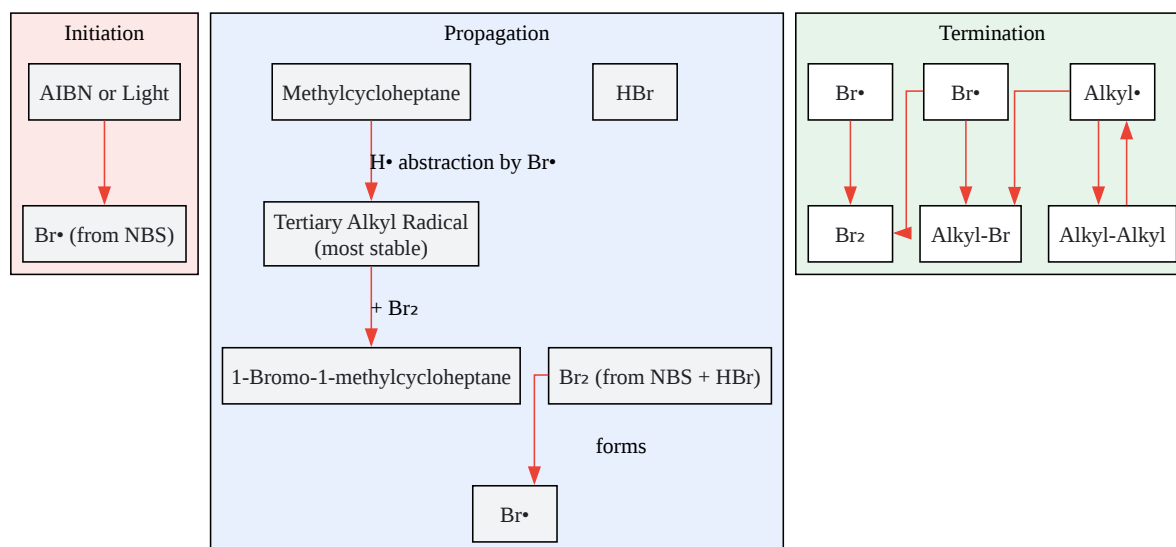 Initiation
AIBN or Light
Br• (from NBS)
Propagation
Methylcycloheptane
HBr
H• abstraction by Br•
Tertiary Alkyl Radical
(most stable)
+ Br₂
1-Bromo-1-methylcycloheptane
Br₂ (from NBS + HBr)
forms
Br•
Termination
Br•
Br•
Alkyl•
Br₂
Alkyl-Br
Alkyl-Alkyl